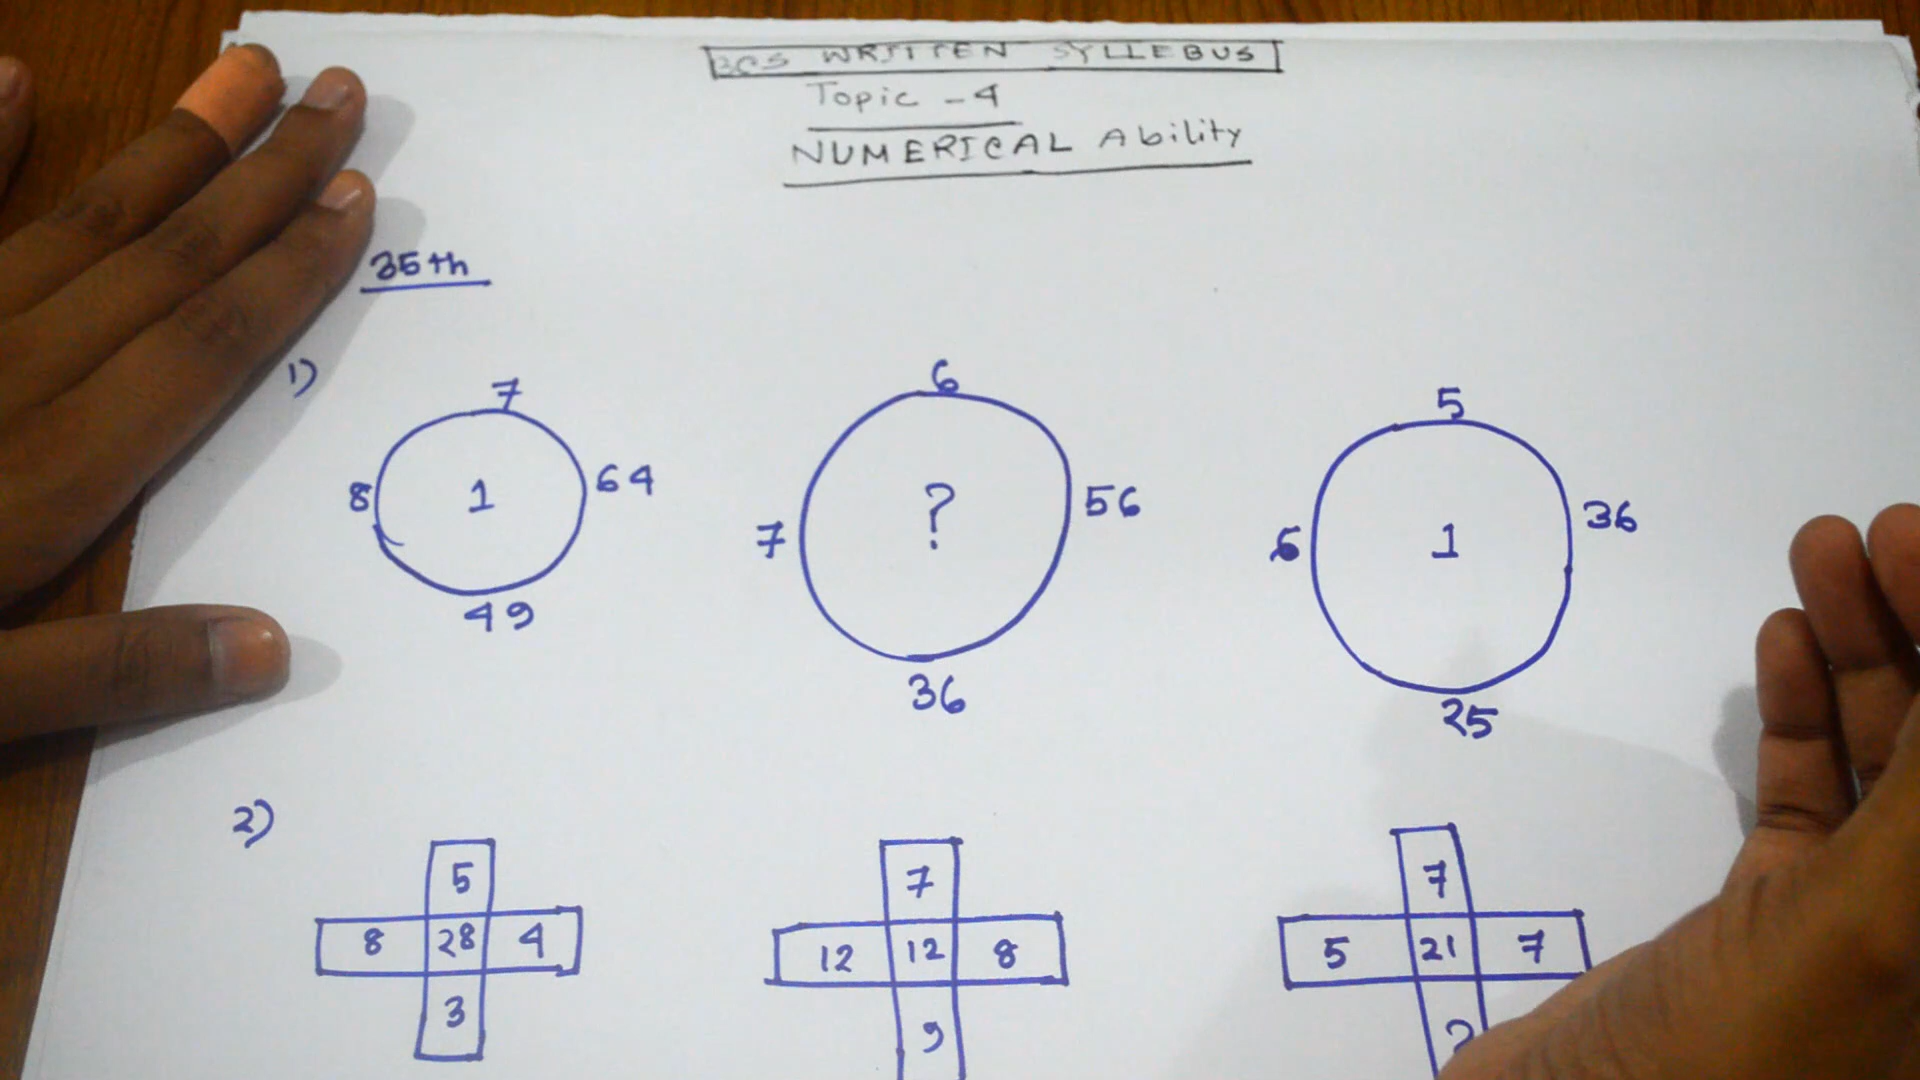 BCS WRITTEN SYLLEBUS
Topic - 4
NUMERICAL Ability
35th
1)
7
8 1 64
49
6
7 ? 56
36
5
6 1 36
25
2)
5
8 28 4
3
7
12 12 8
9
7
5 21 7
?